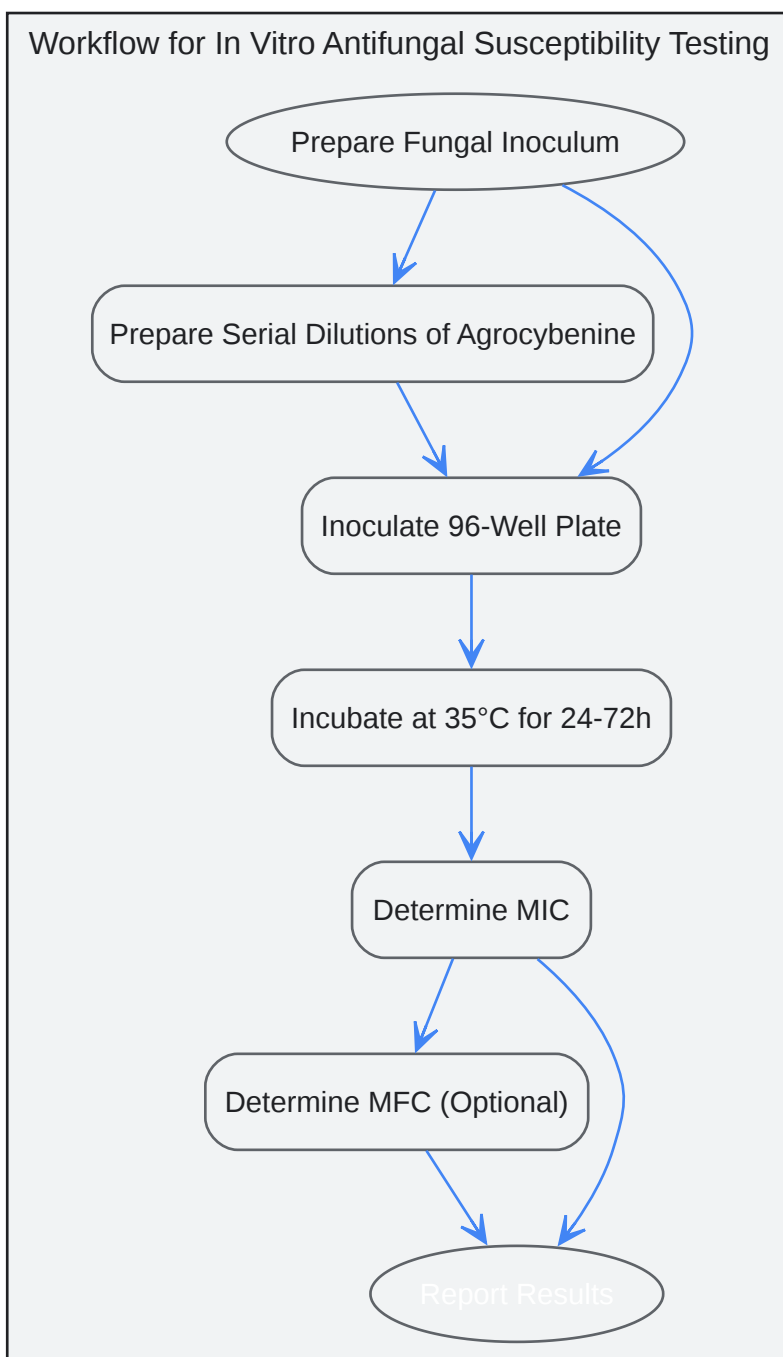 Workflow for In Vitro Antifungal Susceptibility Testing
Prepare Fungal Inoculum
Prepare Serial Dilutions of Agrocybenine
Inoculate 96-Well Plate
Incubate at 35°C for 24-72h
Determine MIC
Determine MFC (Optional)
Report Results